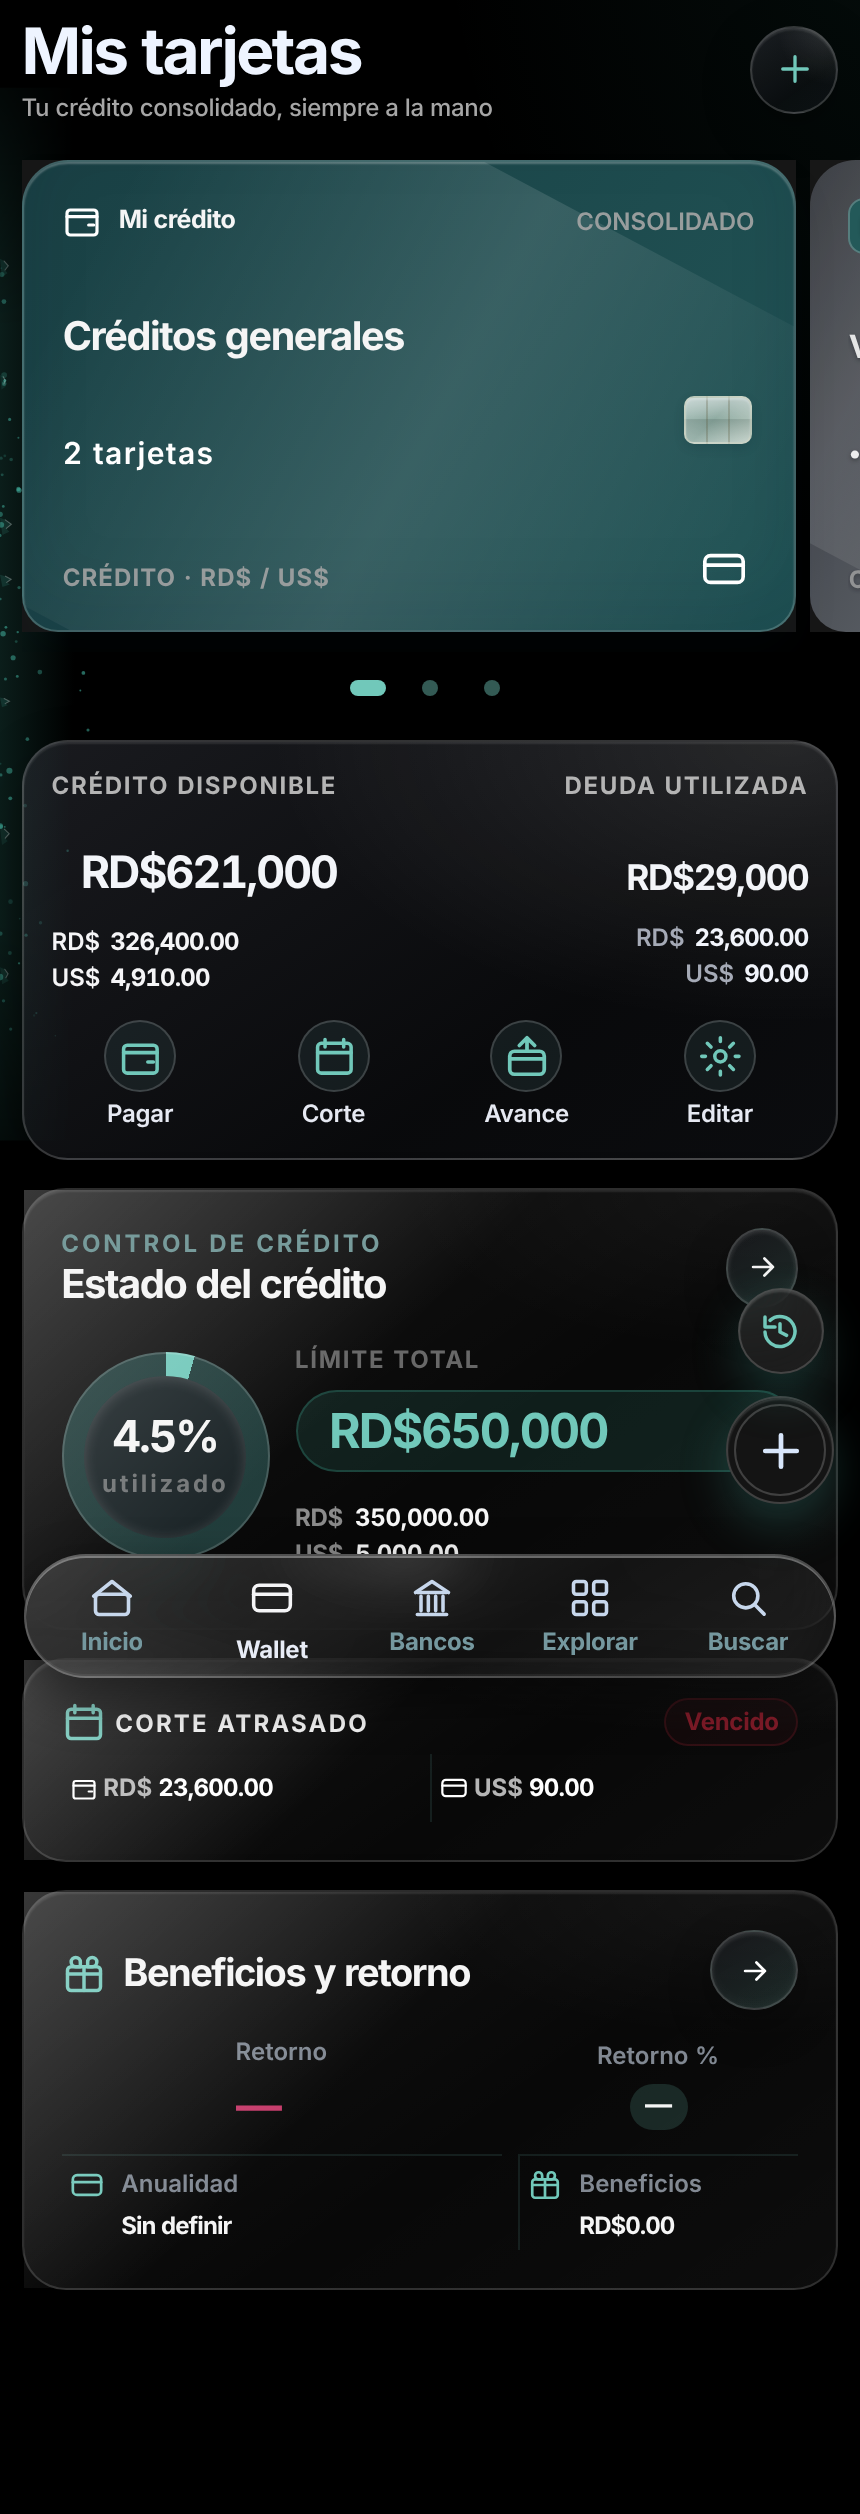 Mis tarjetas
Tu crédito consolidado, siempre a la mano
Mi crédito
CONSOLIDADO
Créditos generales
2 tarjetas
CRÉDITO · RD$ / US$
CRÉDITO DISPONIBLE
DEUDA UTILIZADA
RD$621,000
RD$29,000
RD$ 326,400.00
RD$ 23,600.00
US$ 4,910.00
US$ 90.00
Pagar
Corte
Avance
Editar
CONTROL DE CRÉDITO
Estado del crédito
LÍMITE TOTAL
4.5%
utilizado
RD$650,000
RD$ 350,000.00
US$ 5,000.00
Inicio
Wallet
Bancos
Explorar
Buscar
CORTE ATRASADO
Vencido
RD$ 23,600.00
US$ 90.00
Beneficios y retorno
Retorno
Retorno %
—
—
Anualidad
Sin definir
Beneficios
RD$0.00